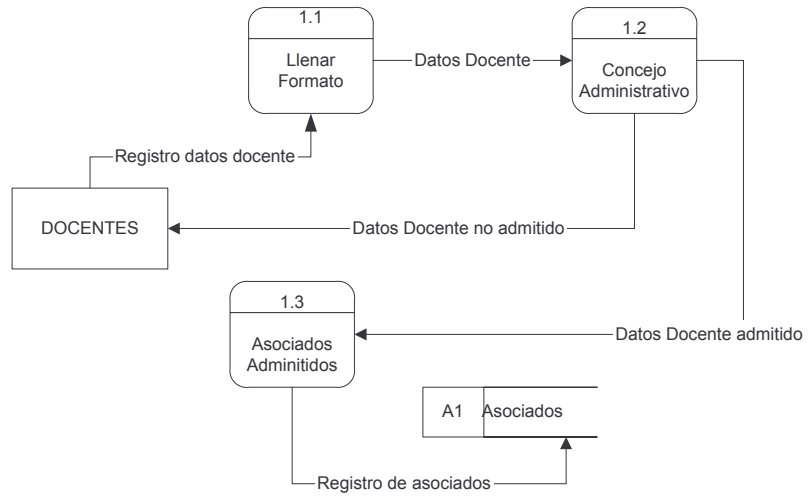 1.1
Llenar
Formato
Datos Docente
1.2
Concejo
Administrativo
Registro datos docente
DOCENTES
Datos Docente no admitido
1.3
Asociados
Adminitidos
Datos Docente admitido
A1
Asociados
Registro de asociados